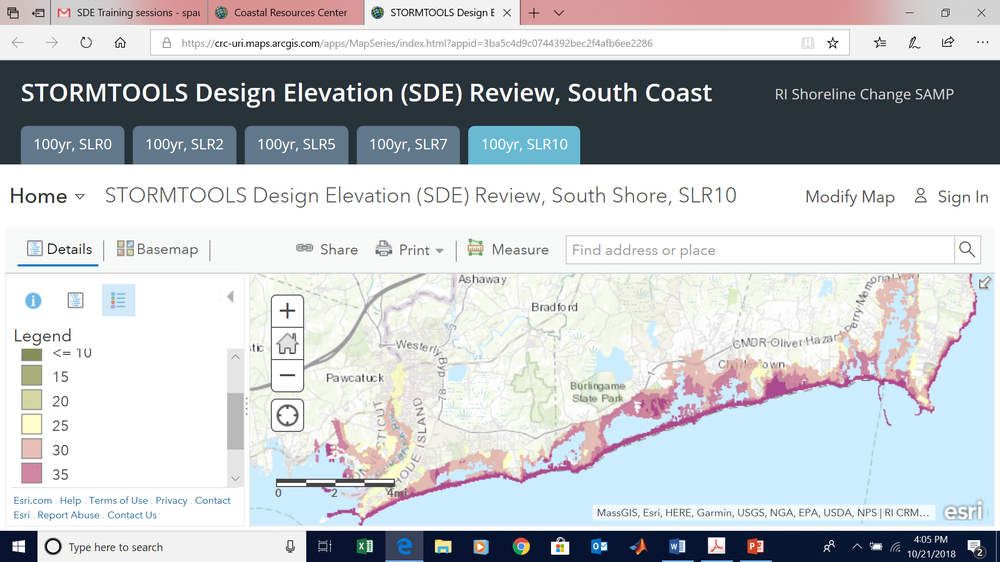 SDE Training sessions - spau
Coastal Resources Center
STORMTOOLS Design E
https://crc-uri.maps.arcgis.com/apps/MapSeries/index.html?appid=3ba5c4d9c0744392bec2f4afb6ee2286
STORMTOOLS Design Elevation (SDE) Review, South Coast
RI Shoreline Change SAMP
100yr, SLR0
100yr, SLR2
100yr, SLR5
100yr, SLR7
100yr, SLR10
Home
STORMTOOLS Design Elevation (SDE) Review, South Shore, SLR10
Modify Map
Sign In
Details
Basemap
Share
Print
Measure
Find address or place
Legend
<= 10
15
20
25
30
35
Esri.com . Help . Terms of Use . Privacy . Contact
Esri . Report Abuse . Contact Us
Ashaway
Bradford
stic
Westerly Byp
3
78
1
Pawcatuck
Burlingame
State Park
CMDR-Oliver-Hazard Perry-Memorial
Charlestown
CONNECTICUT
RHODE ISLAND
0
2
4mi
MassGIS, Esri, HERE, Garmin, USGS, NGA, EPA, USDA, NPS | RI CRM...
esri
Type here to search
4:05 PM
10/21/2018
2